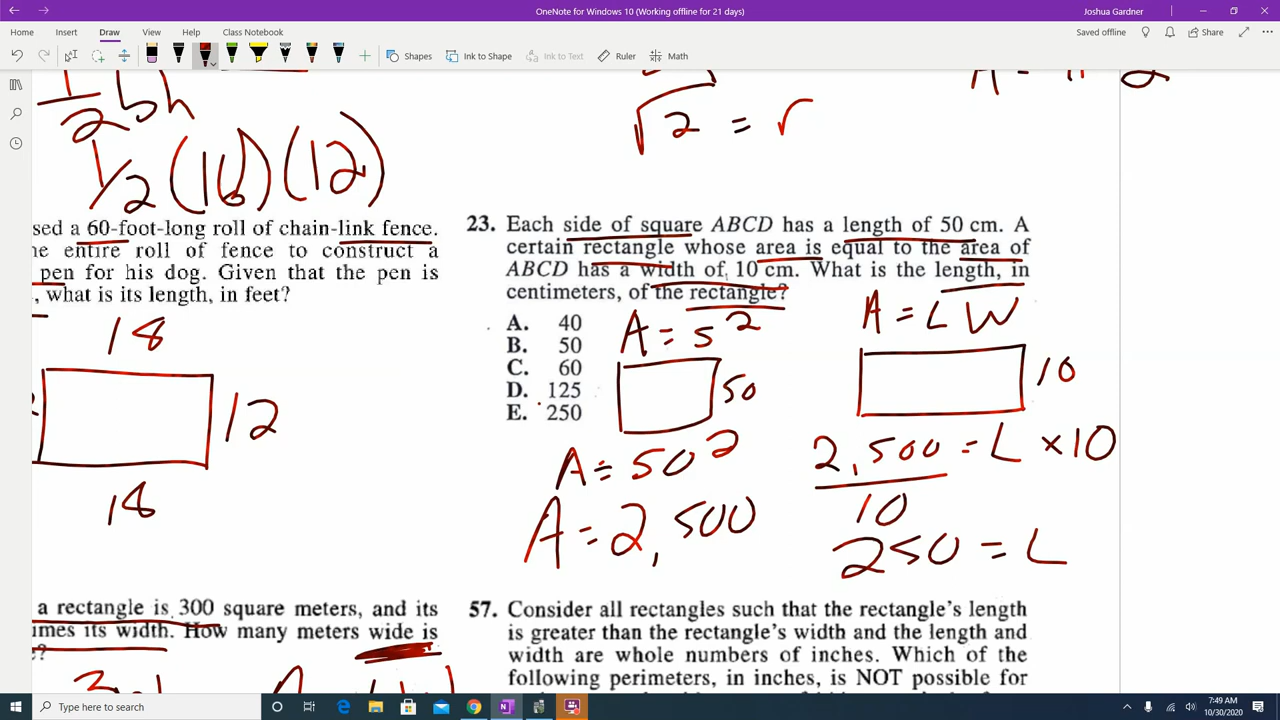 OneNote for Windows 10 (Working offline for 21 days)
Joshua Gardner
Home Insert Draw View Help Class Notebook
Saved offline
Share
Shapes
Ink to Shape
Ink to Text
Ruler
Math
1/2 bh
1/2 (16)(12)
√2 = r
sed a 60-foot-long roll of chain-link fence.
he entire roll of fence to construct a
pen for his dog. Given that the pen is
, what is its length, in feet?
18
12
18
23. Each side of square ABCD has a length of 50 cm. A
certain rectangle whose area is equal to the area of
ABCD has a width of 10 cm. What is the length, in
centimeters, of the rectangle?
A. 40
B. 50
C. 60
D. 125
E. 250
A = s²
50
A = 50²
A = 2,500
A = L W
10
2,500 = L ×10
10
250 = L
a rectangle is 300 square meters, and its
imes its width. How many meters wide is
e?
57. Consider all rectangles such that the rectangle's length
is greater than the rectangle's width and the length and
width are whole numbers of inches. Which of the
following perimeters, in inches, is NOT possible for
Type here to search
7:49 AM
10/30/2020